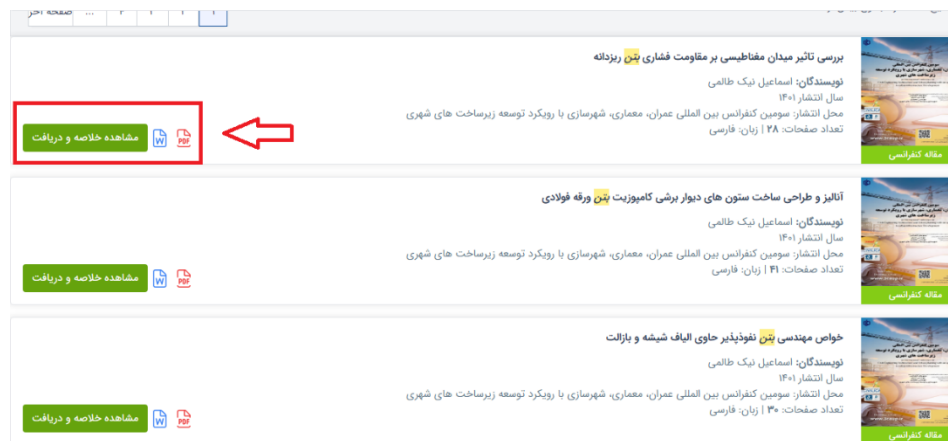 بررسی تاثیر میدان مغناطیسی بر مقاومت فشاری بتن ریزدانه
نویسندگان: اسماعیل نیک طالمی
سال انتشار ۱۴۰۱
محل انتشار: سومین کنفرانس بین المللی عمران، معماری، شهرسازی با رویکرد توسعه زیرساخت های شهری
تعداد صفحات: ۲۸ | زبان: فارسی
مقاله کنفرانسی
PDF
W
مشاهده خلاصه و دریافت
آنالیز و طراحی ساخت ستون های دیوار برشی کامپوزیت بتن ورقه فولادی
نویسندگان: اسماعیل نیک طالمی
سال انتشار ۱۴۰۱
محل انتشار: سومین کنفرانس بین المللی عمران، معماری، شهرسازی با رویکرد توسعه زیرساخت های شهری
تعداد صفحات: ۴۱ | زبان: فارسی
مقاله کنفرانسی
PDF
W
مشاهده خلاصه و دریافت
خواص مهندسی بتن نفوذپذیر حاوی الیاف شیشه و بازالت
نویسندگان: اسماعیل نیک طالمی
سال انتشار ۱۴۰۱
محل انتشار: سومین کنفرانس بین المللی عمران، معماری، شهرسازی با رویکرد توسعه زیرساخت های شهری
تعداد صفحات: ۳۰ | زبان: فارسی
مقاله کنفرانسی
PDF
W
مشاهده خلاصه و دریافت